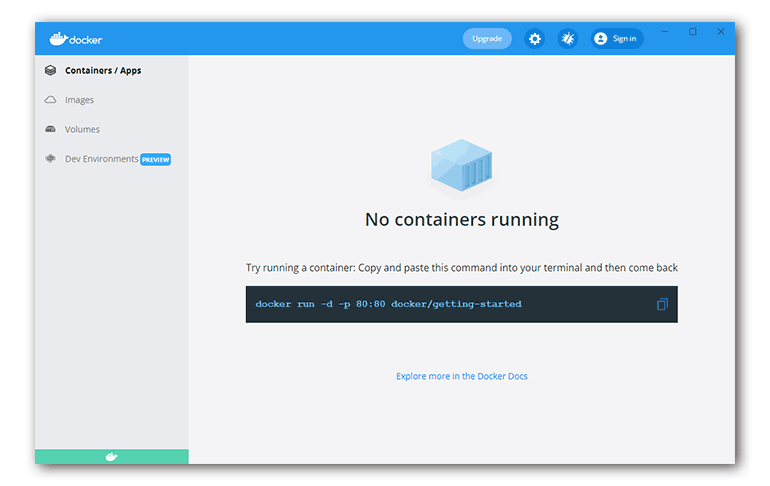 docker
Upgrade
Sign in
Containers / Apps
Images
Volumes
Dev Environments PREVIEW
No containers running
Try running a container: Copy and paste this command into your terminal and then come back
docker run -d -p 80:80 docker/getting-started
Explore more in the Docker Docs